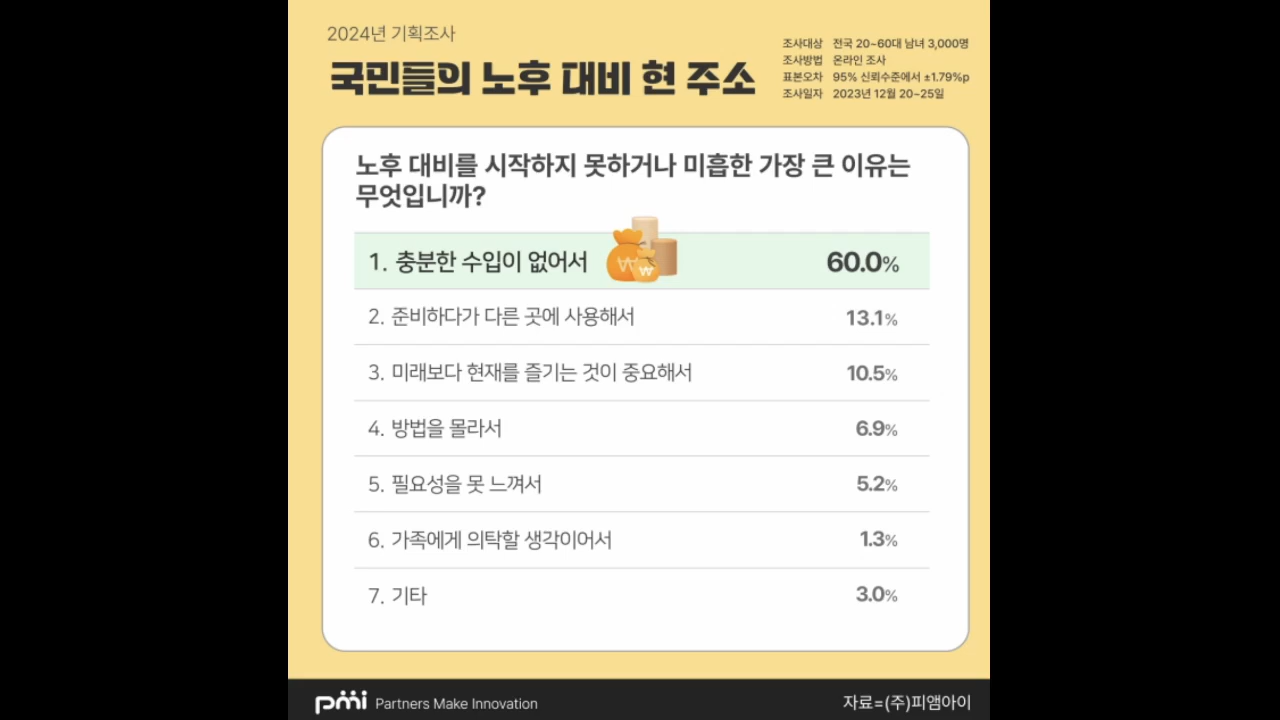 2024년 기획조사
국민들의 노후 대비 현 주소
조사대상 전국 20~60대 남녀 3,000명
조사방법 온라인 조사
표본오차 95% 신뢰수준에서 ±1.79%p
조사일자 2023년 12월 20~25일
노후 대비를 시작하지 못하거나 미흡한 가장 큰 이유는
무엇입니까?
1. 충분한 수입이 없어서 60.0%
2. 준비하다가 다른 곳에 사용해서 13.1%
3. 미래보다 현재를 즐기는 것이 중요해서 10.5%
4. 방법을 몰라서 6.9%
5. 필요성을 못 느껴서 5.2%
6. 가족에게 의탁할 생각이어서 1.3%
7. 기타 3.0%
pmi Partners Make Innovation
자료=(주)피앰아이